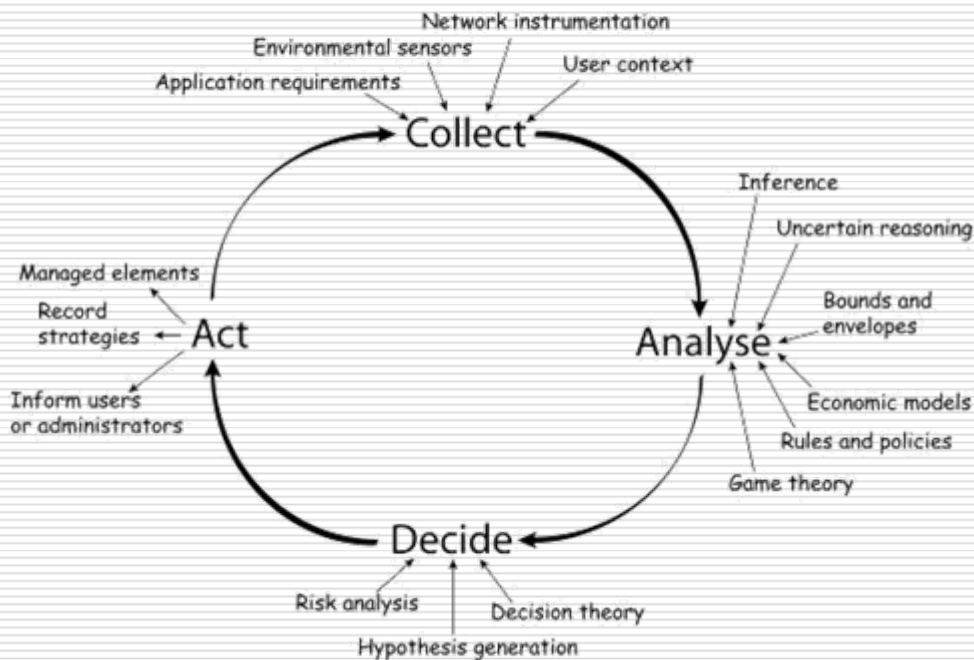 Network instrumentation
Environmental sensors
User context
Application requirements
Collect
Inference
Uncertain reasoning
Managed elements
Bounds and
envelopes
Record
strategies
Act
Analyse
Economic models
Inform users
or administrators
Rules and policies
Game theory
Decide
Risk analysis
Decision theory
Hypothesis generation